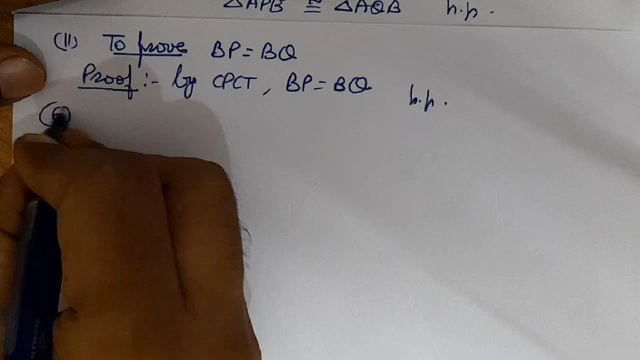 △APB ≅ △AQB h.p.
(II) To prove BP = BQ
Proof :- by CPCT, BP = BQ h.p.